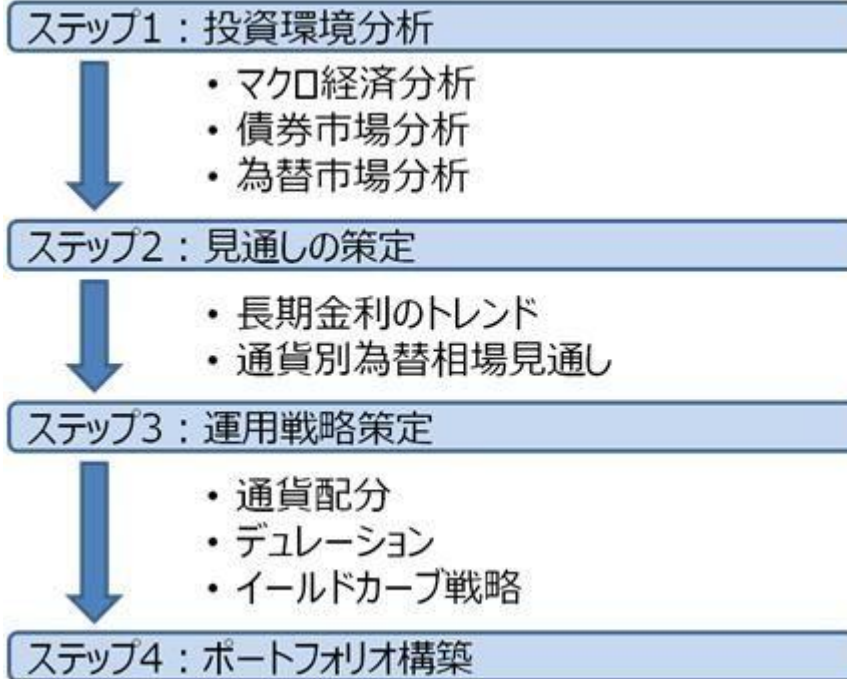 ステップ1：投資環境分析
・マクロ経済分析
・債券市場分析
・為替市場分析
ステップ2：見通しの策定
・長期金利のトレンド
・通貨別為替相場見通し
ステップ3：運用戦略策定
・通貨配分
・デュレーション
・イールドカーブ戦略
ステップ4：ポートフォリオ構築